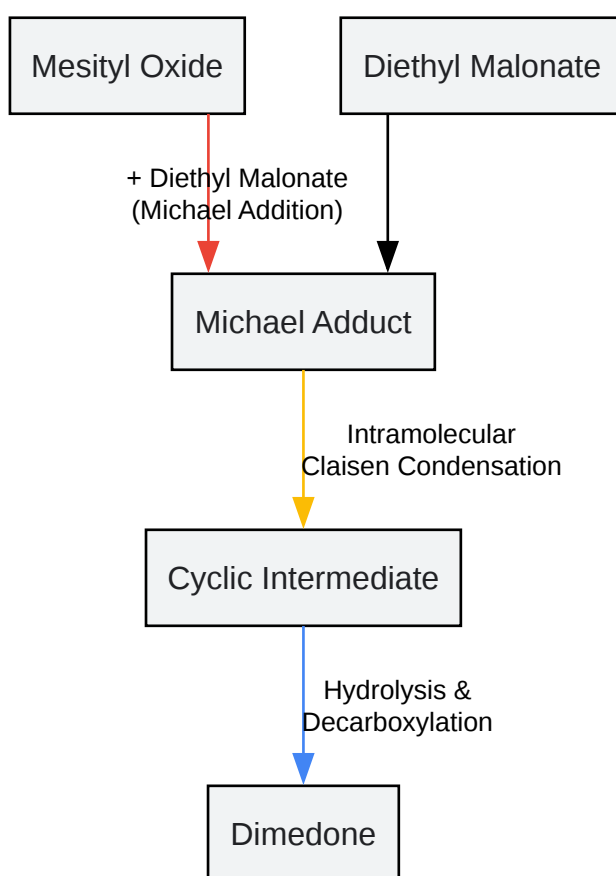 Mesityl Oxide
Diethyl Malonate
+ Diethyl Malonate
(Michael Addition)
Michael Adduct
Intramolecular
Claisen Condensation
Cyclic Intermediate
Hydrolysis &
Decarboxylation
Dimedone